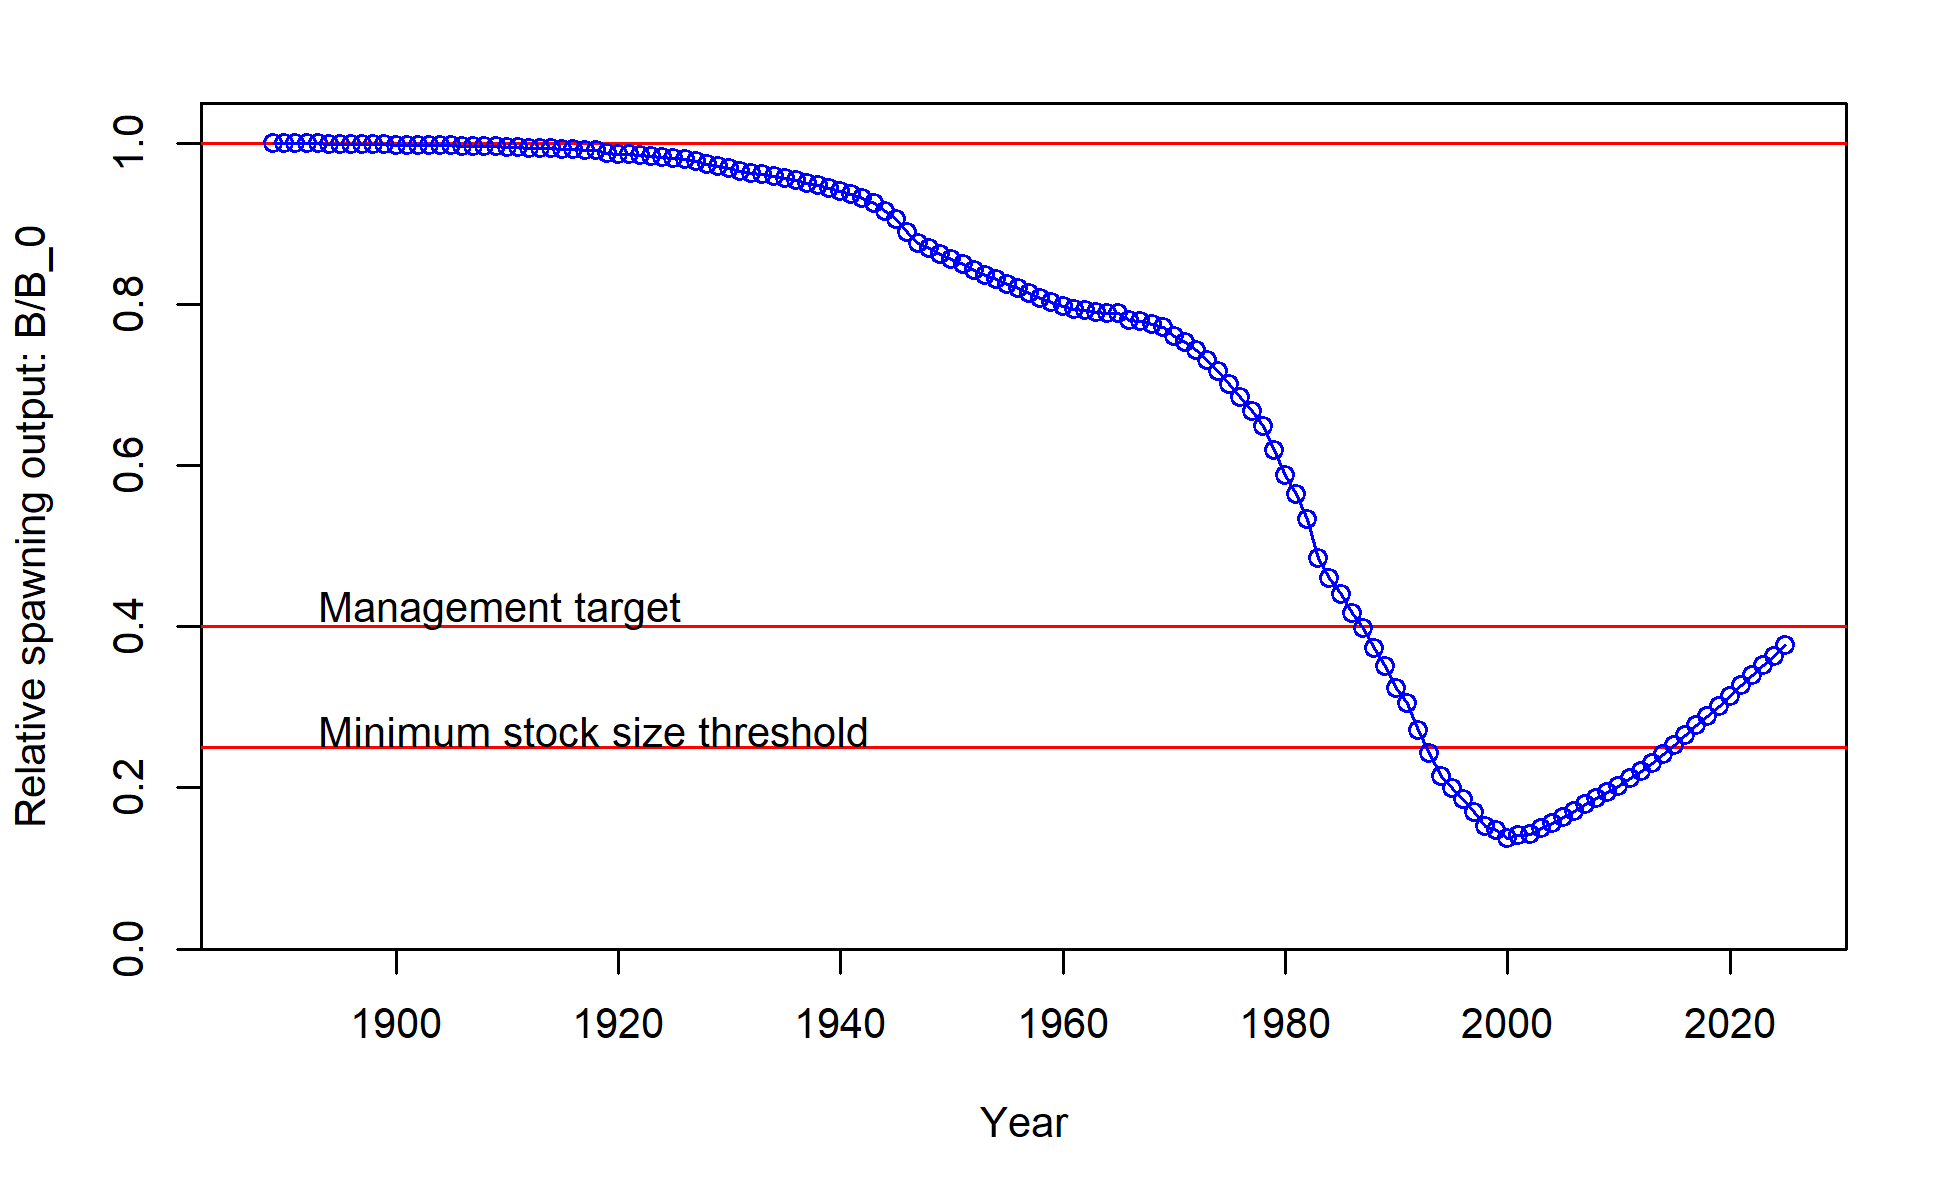 Relative spawning output: B/B_0
1.0
0.8
0.6
0.4
0.2
0.0
Management target
Minimum stock size threshold
1900 1920 1940 1960 1980 2000 2020
Year